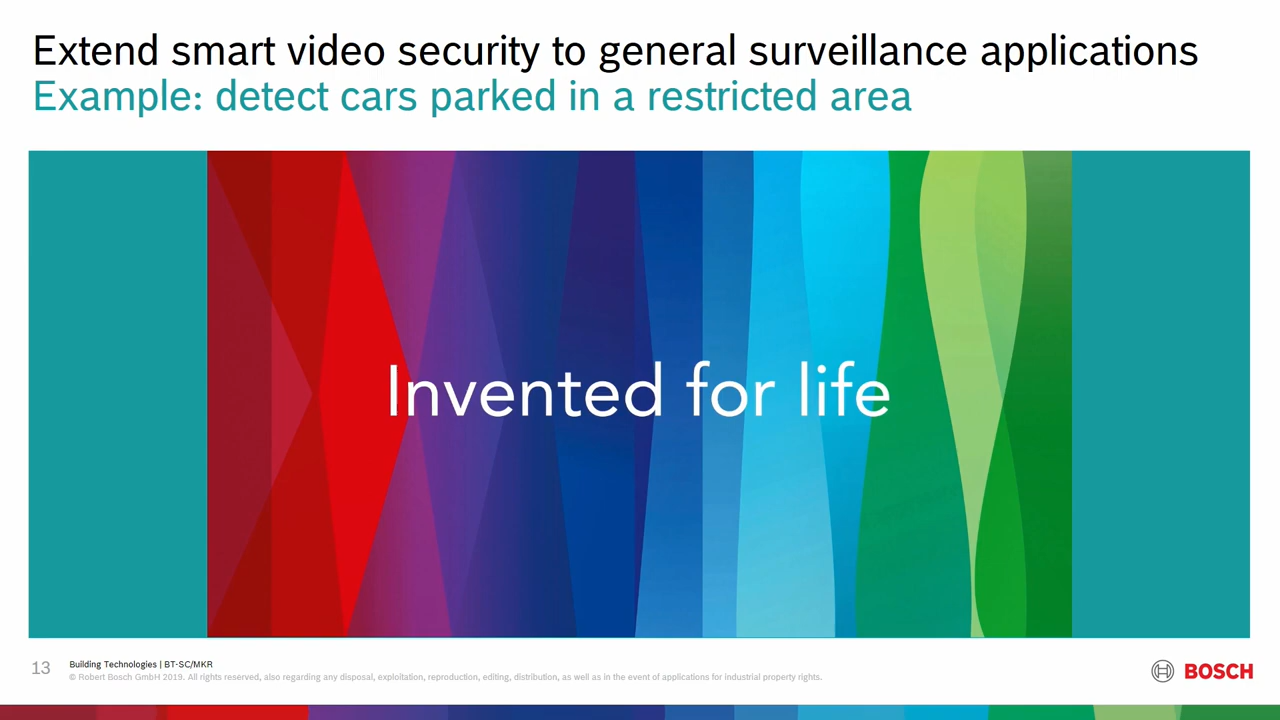 Extend smart video security to general surveillance applications
Example: detect cars parked in a restricted area
Invented for life
13
Building Technologies | BT-SC/MKR
© Robert Bosch GmbH 2019. All rights reserved, also regarding any disposal, exploitation, reproduction, editing, distribution, as well as in the event of applications for industrial property rights.
BOSCH